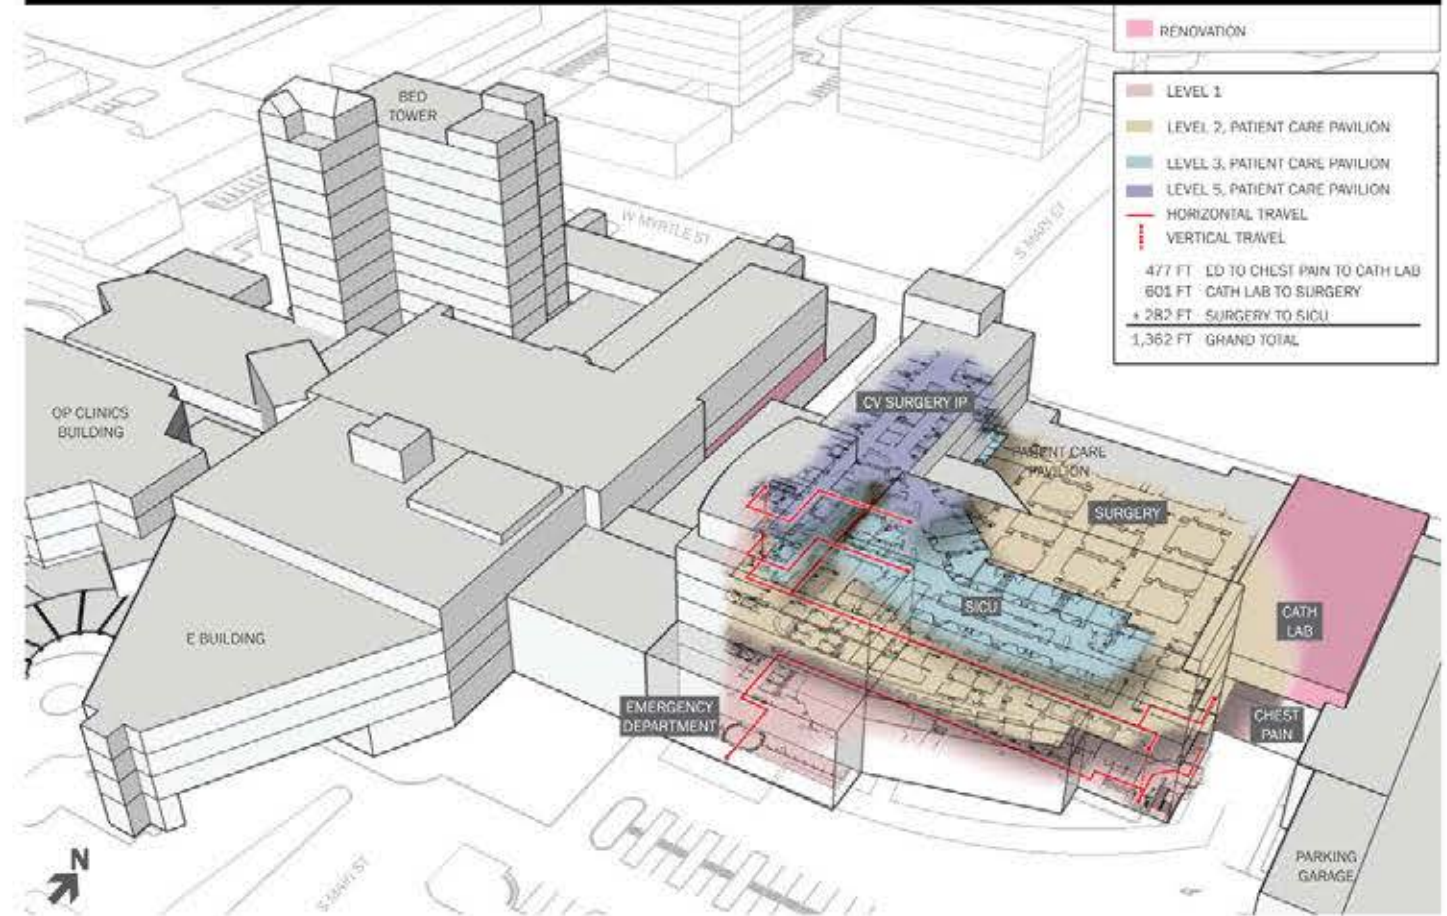 RENOVATION
LEVEL 1
LEVEL 2, PATIENT CARE PAVILION
LEVEL 3, PATIENT CARE PAVILION
LEVEL 5, PATIENT CARE PAVILION
HORIZONTAL TRAVEL
VERTICAL TRAVEL
477 FT ED TO CHEST PAIN TO CATH LAB
601 FT CATH LAB TO SURGERY
+ 282 FT SURGERY TO SICU
1,362 FT GRAND TOTAL
BED
TOWER
W MYRTLE ST
S MARY CT
CV SURGERY IP
OP CLINICS
BUILDING
PATIENT CARE
PAVILION
SURGERY
SICU
CATH
LAB
E BUILDING
EMERGENCY
DEPARTMENT
CHEST
PAIN
N
S MARY ST
PARKING
GARAGE